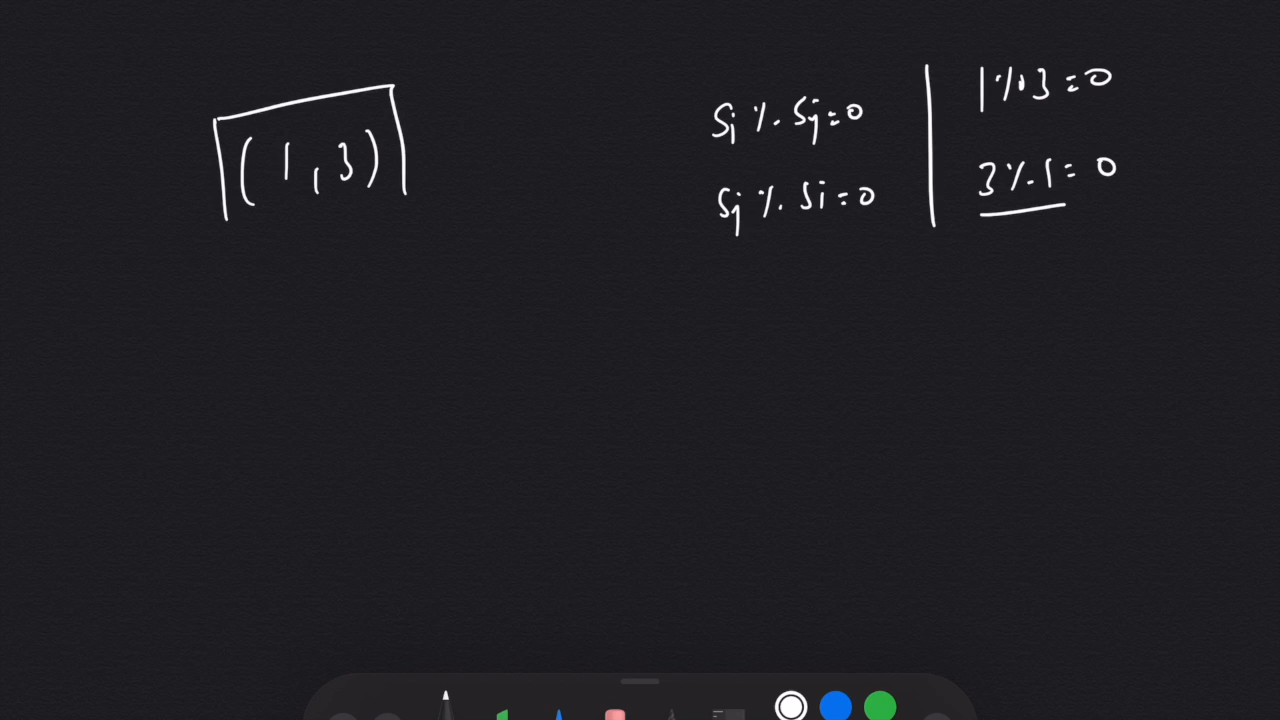 (1, 3)
Si % Sj = 0
Sj % Si = 0
1 % 3 = 0
3 % 1 = 0